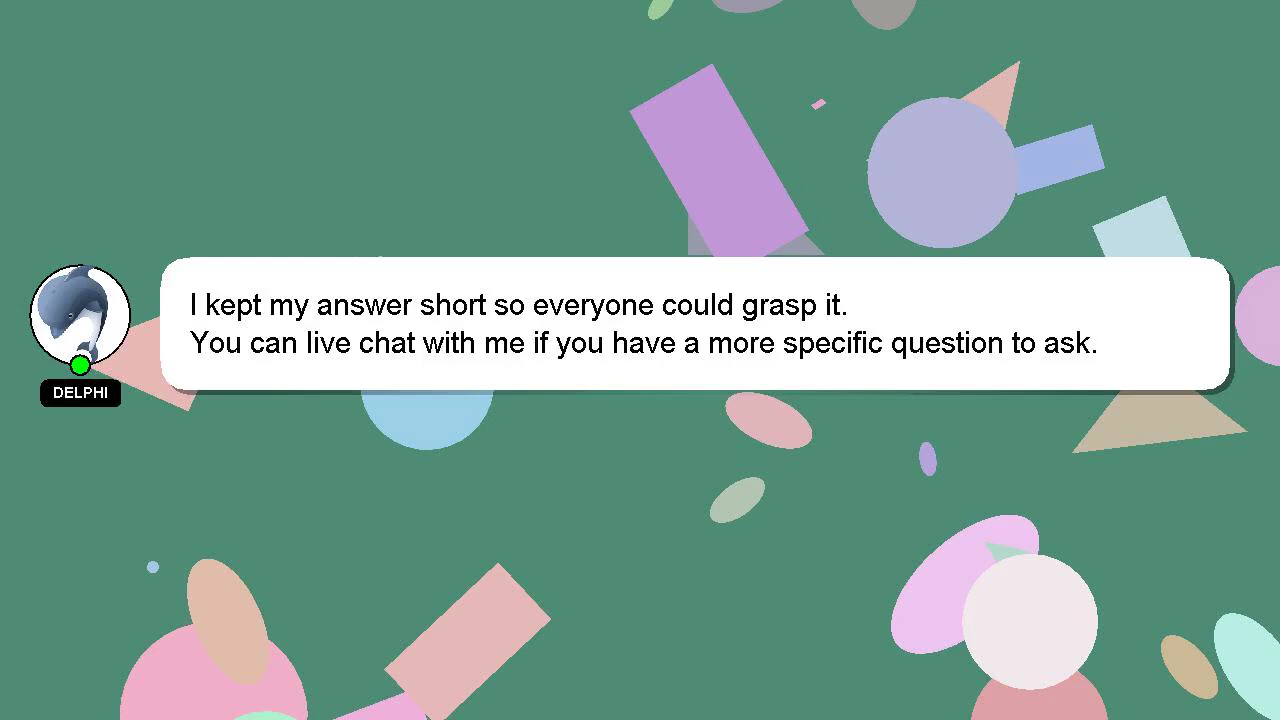 I kept my answer short so everyone could grasp it.
You can live chat with me if you have a more specific question to ask.
DELPHI